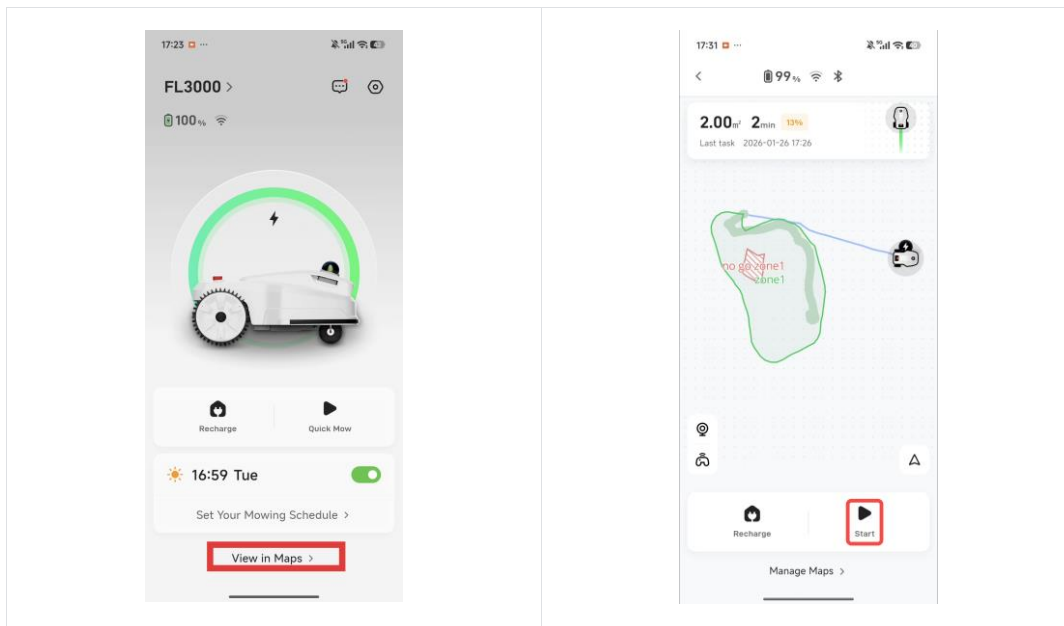 17:23 ···
5G
FL3000 >
100%
Recharge
Quick Mow
16:59 Tue
Set Your Mowing Schedule >
View in Maps >
17:31 ···
5G
< 99%
2.00m² 2min 13%
Last task 2026-01-26 17:26
no go zone1
zone1
Recharge
Start
Manage Maps >